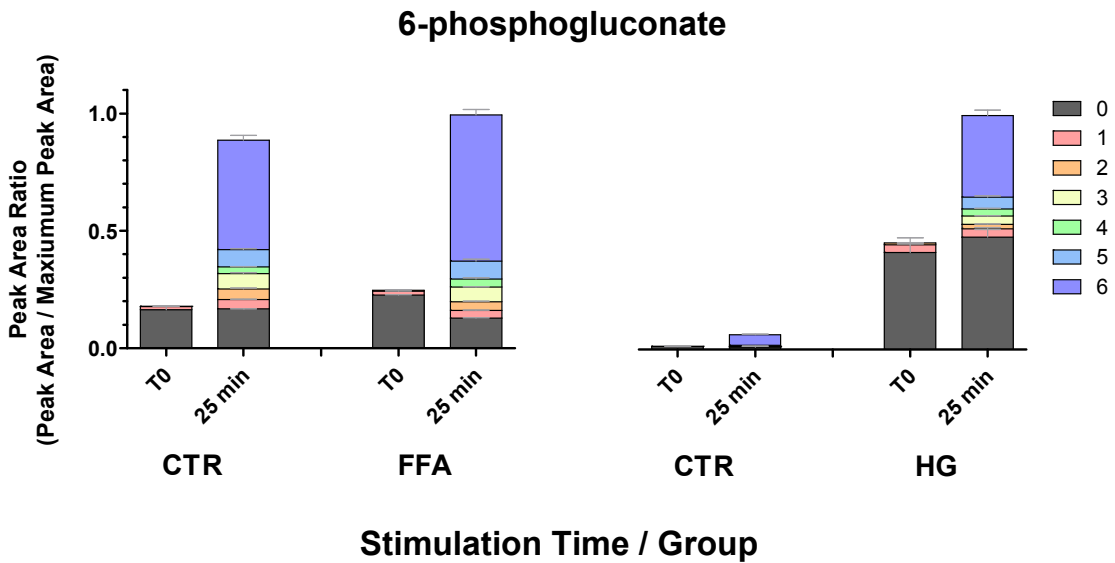 6-phosphogluconate
Peak Area Ratio
(Peak Area / Maxiumum Peak Area)
1.0
0.5
0.0
T0
25 min
T0
25 min
T0
25 min
T0
25 min
CTR
FFA
CTR
HG
0
1
2
3
4
5
6
Stimulation Time / Group